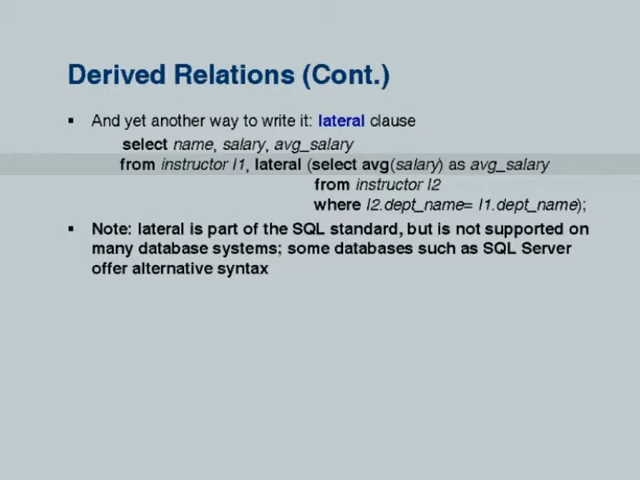 Derived Relations (Cont.)
▪ And yet another way to write it: lateral clause
select name, salary, avg_salary
from instructor I1, lateral (select avg(salary) as avg_salary
from instructor I2
where I2.dept_name= I1.dept_name);
▪ Note: lateral is part of the SQL standard, but is not supported on
many database systems; some databases such as SQL Server
offer alternative syntax